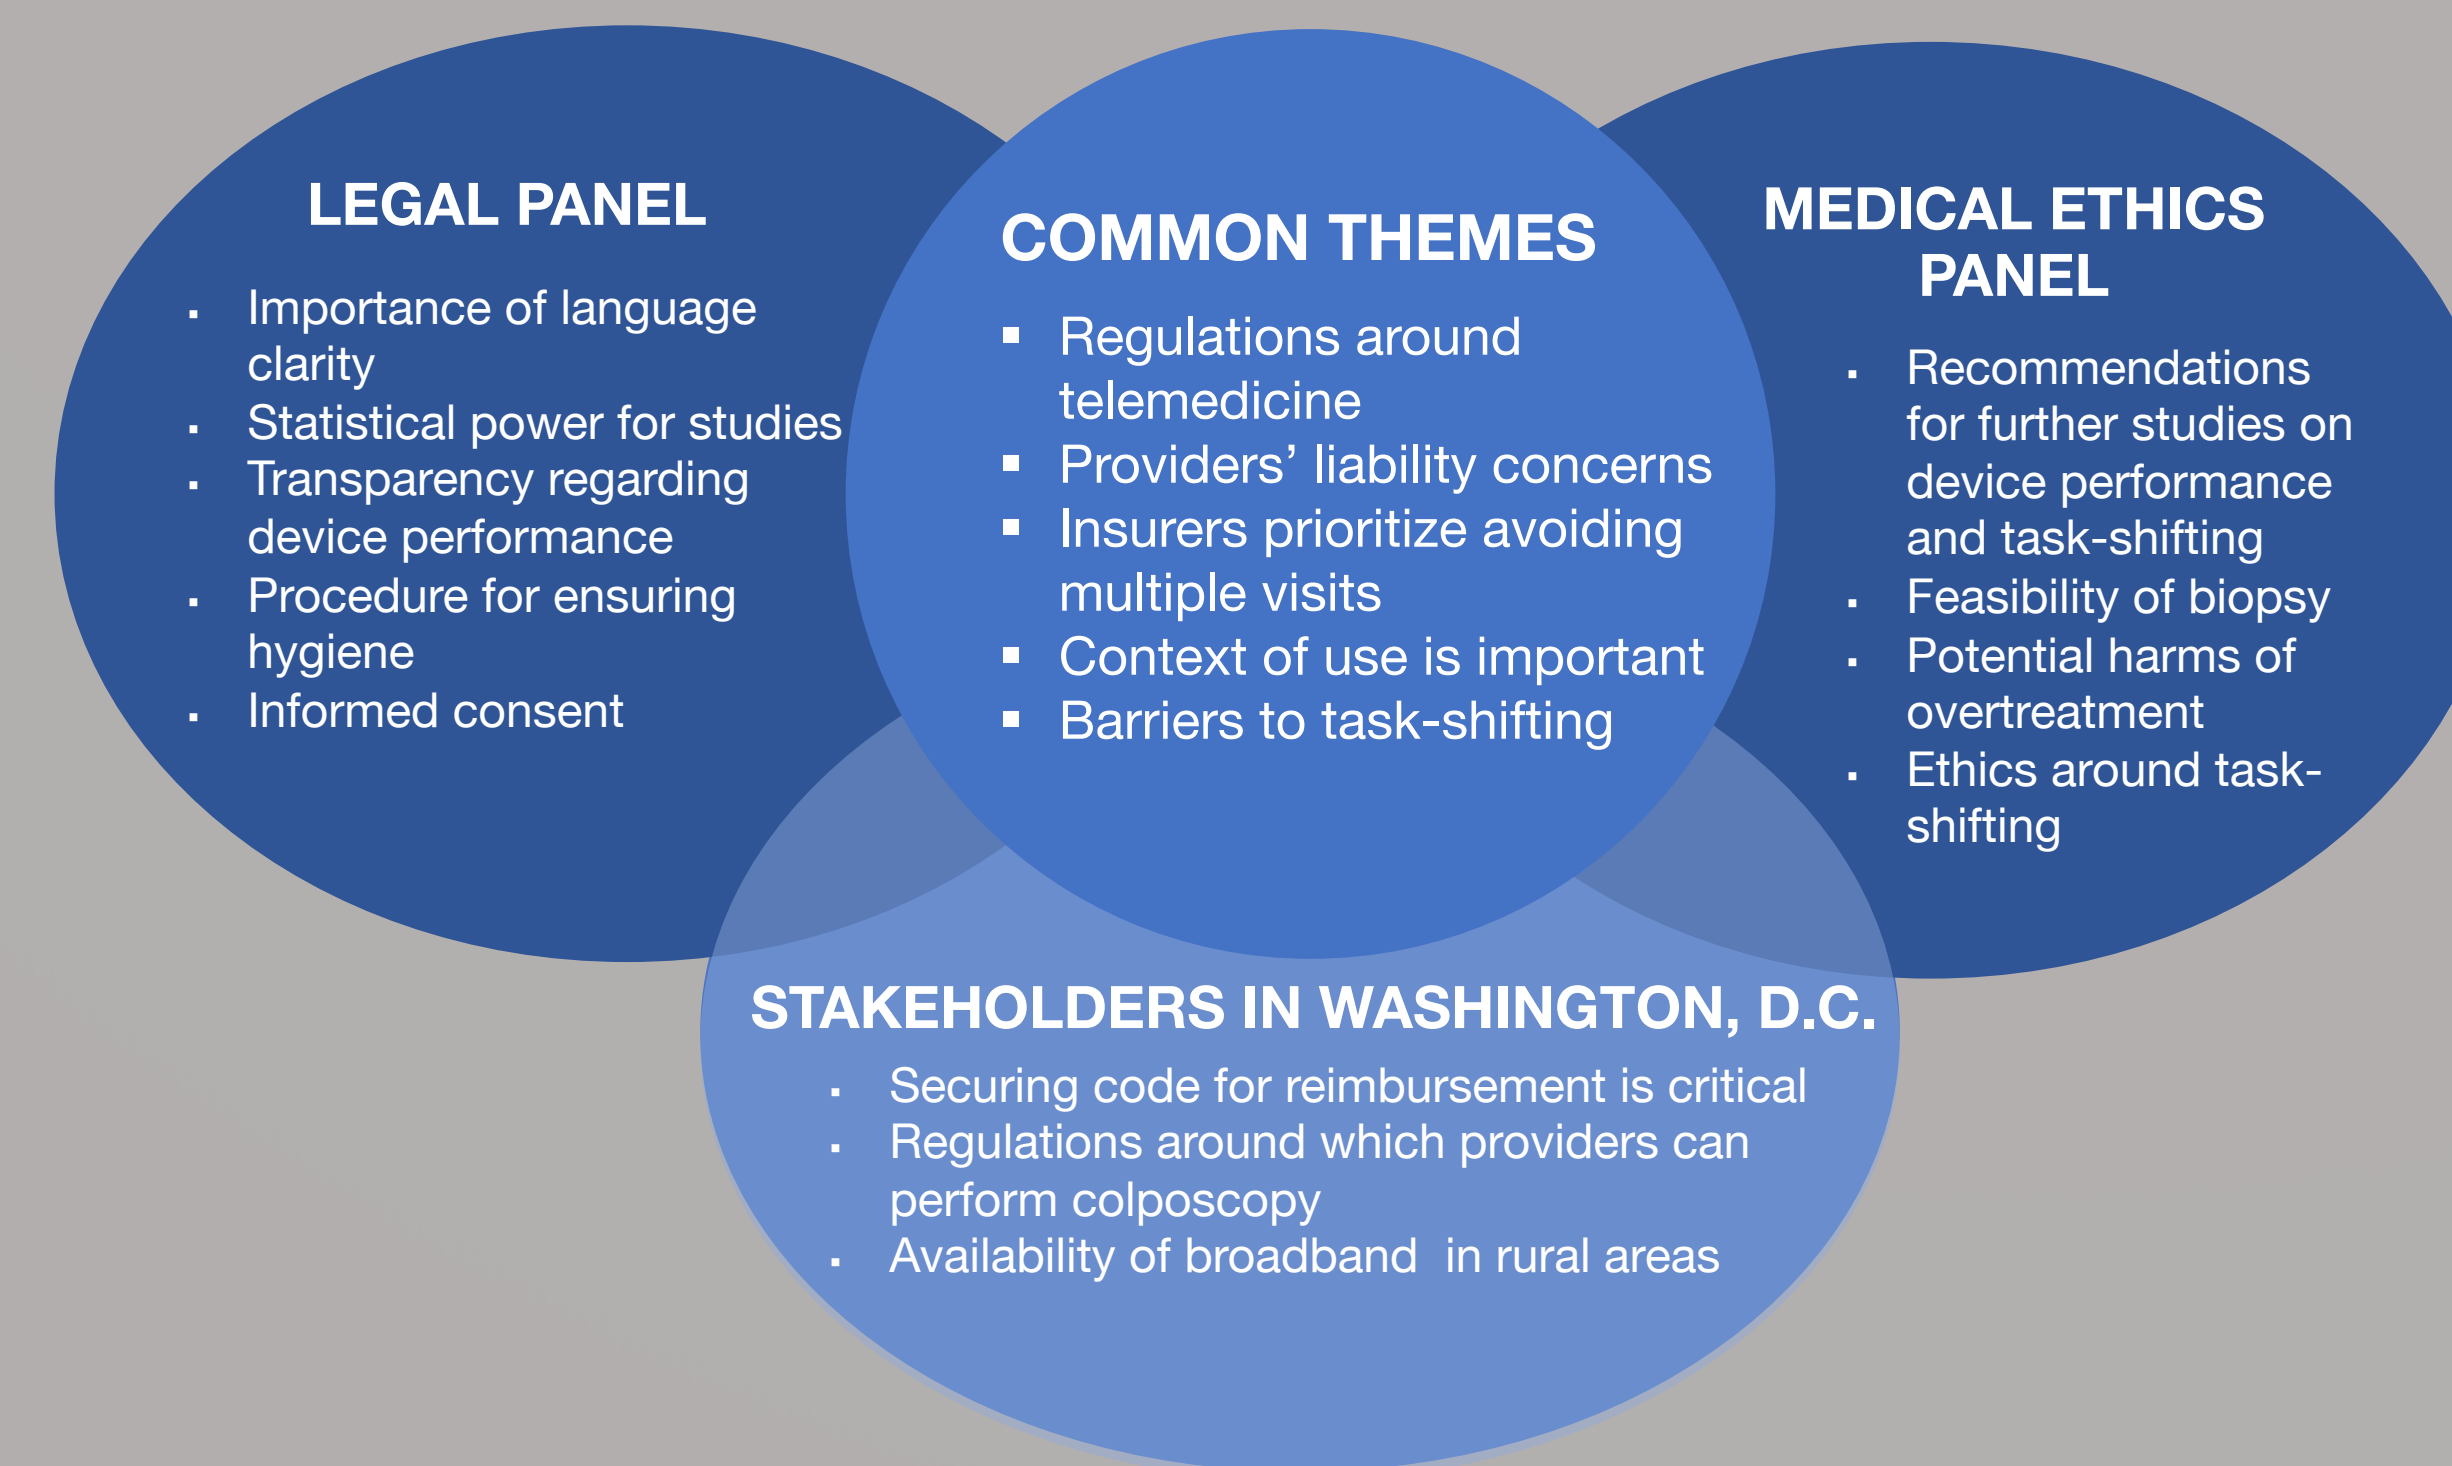 LEGAL PANEL
▪ Importance of language
clarity
▪ Statistical power for studies
▪ Transparency regarding
device performance
▪ Procedure for ensuring
hygiene
▪ Informed consent
COMMON THEMES
▪ Regulations around
telemedicine
▪ Providers’ liability concerns
▪ Insurers prioritize avoiding
multiple visits
▪ Context of use is important
▪ Barriers to task-shifting
MEDICAL ETHICS
PANEL
▪ Recommendations
for further studies on
device performance
and task-shifting
▪ Feasibility of biopsy
▪ Potential harms of
overtreatment
▪ Ethics around task-
shifting
STAKEHOLDERS IN WASHINGTON, D.C.
▪ Securing code for reimbursement is critical
▪ Regulations around which providers can
perform colposcopy
▪ Availability of broadband  in rural areas